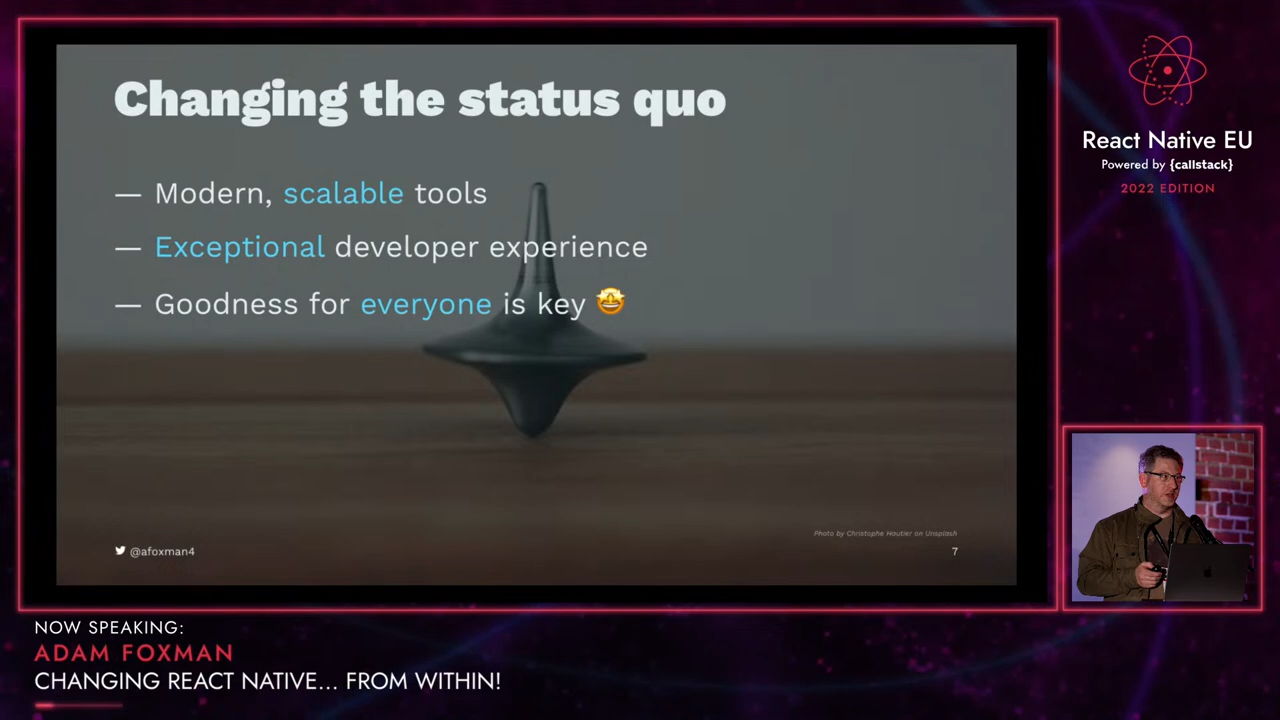 Changing the status quo
— Modern, scalable tools
— Exceptional developer experience
— Goodness for everyone is key 🤩
Photo by Christophe Hautier on Unsplash
@afoxman4
7
React Native EU
Powered by {callstack}
2022 EDITION
NOW SPEAKING:
ADAM FOXMAN
CHANGING REACT NATIVE... FROM WITHIN!